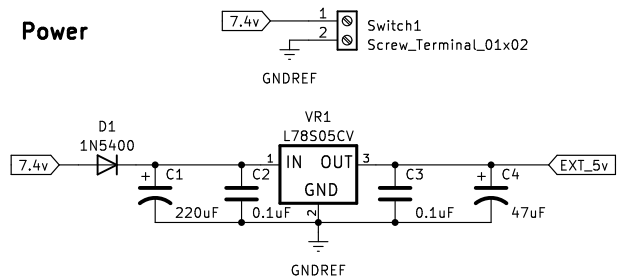 Power
7.4v
1
2
Switch1
Screw_Terminal_01x02
GNDREF
VR1
L78S05CV
D1
1N5400
7.4v
1
IN
OUT
3
GND
2
EXT_5v
+
C1
220uF
C2
0.1uF
C3
0.1uF
+
C4
47uF
GNDREF